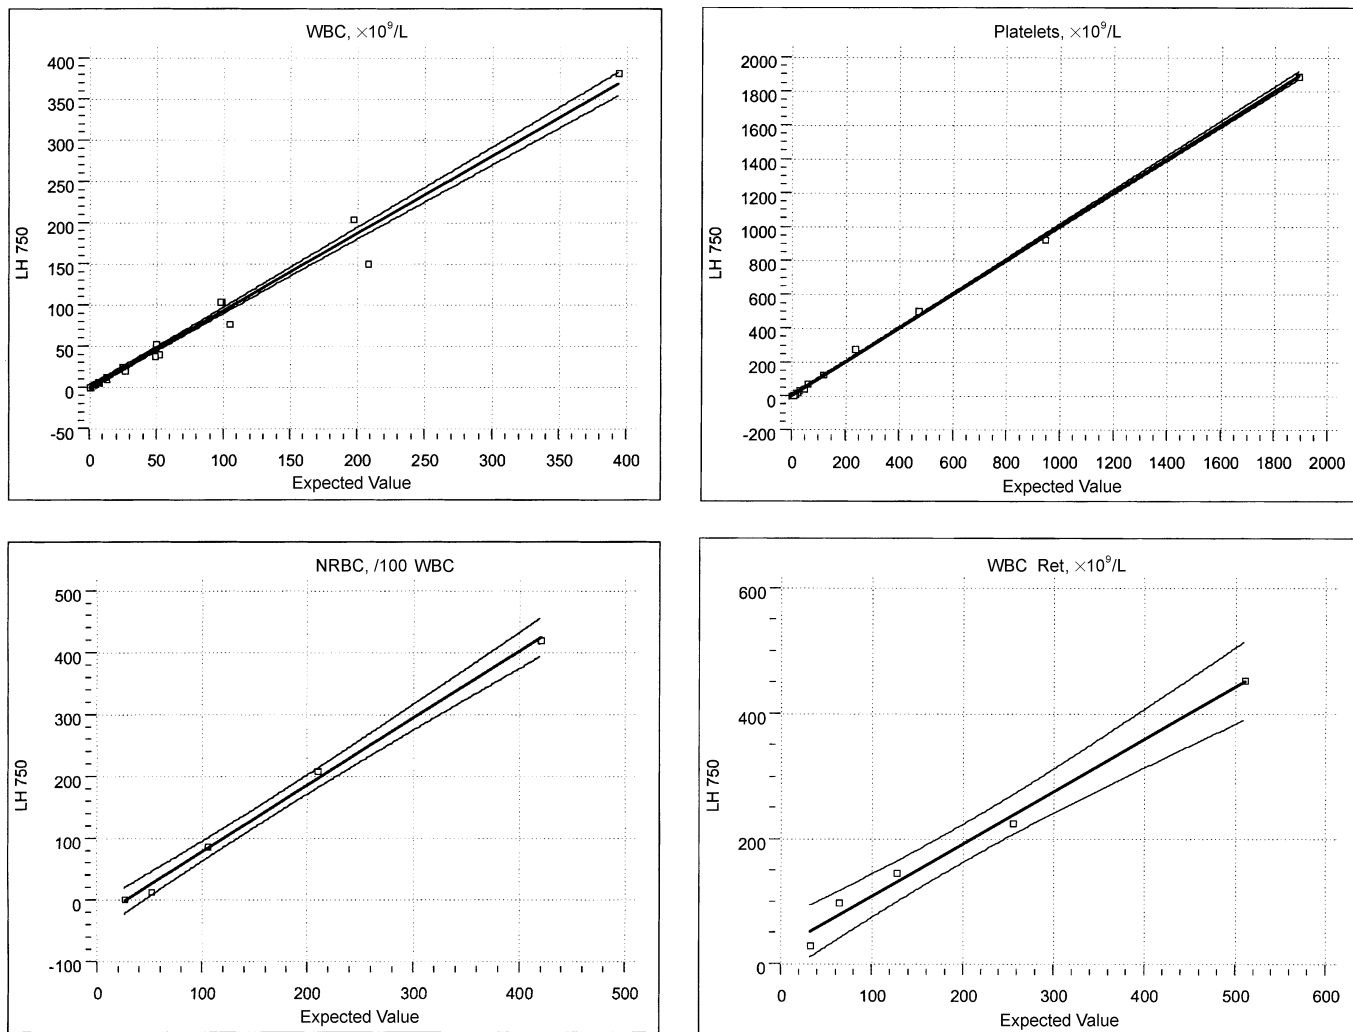 WBC, ×10⁹/L
400
350
300
250
200
150
100
50
0
-50
LH 750
0 50 100 150 200 250 300 350 400
Expected Value
Platelets, ×10⁹/L
2000
1800
1600
1400
1200
1000
800
600
400
200
0
-200
LH 750
0 200 400 600 800 1000 1200 1400 1600 1800 2000
Expected Value
NRBC, /100 WBC
500
400
300
200
100
0
-100
LH 750
0 100 200 300 400 500
Expected Value
WBC Ret, ×10⁹/L
600
400
200
0
LH 750
0 100 200 300 400 500 600
Expected Value